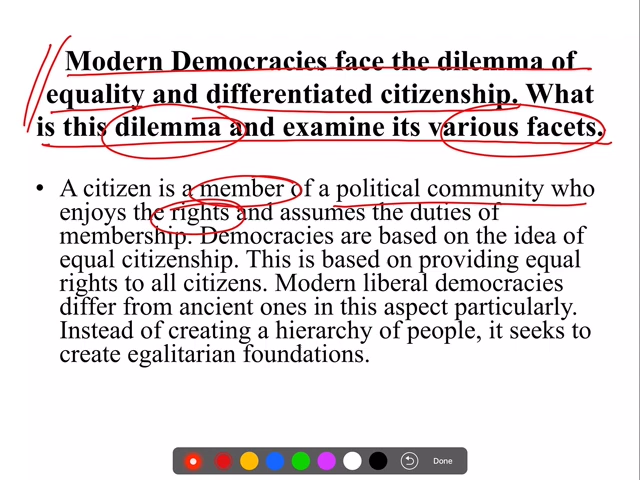 Modern Democracies face the dilemma of
equality and differentiated citizenship. What
is this dilemma and examine its various facets.
• A citizen is a member of a political community who
enjoys the rights and assumes the duties of
membership. Democracies are based on the idea of
equal citizenship. This is based on providing equal
rights to all citizens. Modern liberal democracies
differ from ancient ones in this aspect particularly.
Instead of creating a hierarchy of people, it seeks to
create egalitarian foundations.
Done